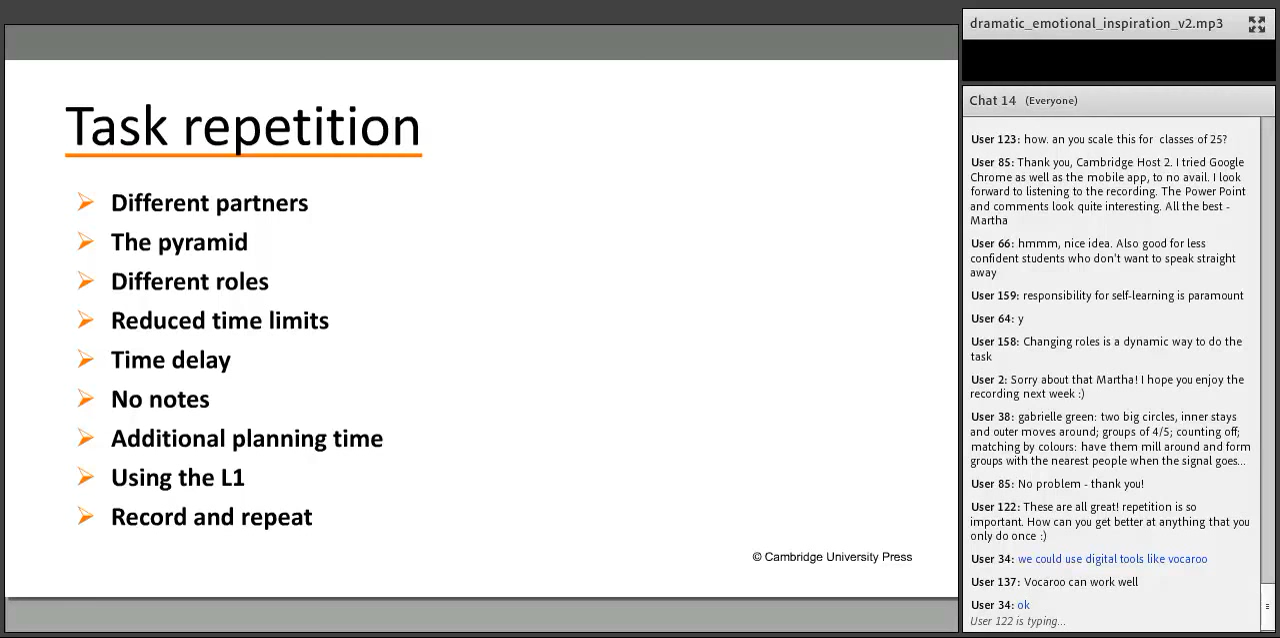 Task repetition
Different partners
The pyramid
Different roles
Reduced time limits
Time delay
No notes
Additional planning time
Using the L1
Record and repeat
© Cambridge University Press
dramatic_emotional_inspiration_v2.mp3
Chat 14 (Everyone)
User 123: how. an you scale this for classes of 25?
User 85: Thank you, Cambridge Host 2. I tried Google
Chrome as well as the mobile app, to no avail. I look
forward to listening to the recording. The Power Point
and comments look quite interesting. All the best -
Martha
User 66: hmmm, nice idea. Also good for less
confident students who don't want to speak straight
away
User 159: responsibility for self-learning is paramount
User 64: y
User 158: Changing roles is a dynamic way to do the
task
User 2: Sorry about that Martha! I hope you enjoy the
recording next week :)
User 38: gabrielle green: two big circles, inner stays
and outer moves around; groups of 4/5; counting off;
matching by colours: have them mill around and form
groups with the nearest people when the signal goes...
User 85: No problem - thank you!
User 122: These are all great! repetition is so
important. How can you get better at anything that you
only do once :)
User 34: we could use digital tools like vocaroo
User 137: Vocaroo can work well
User 34: ok
User 122 is typing...